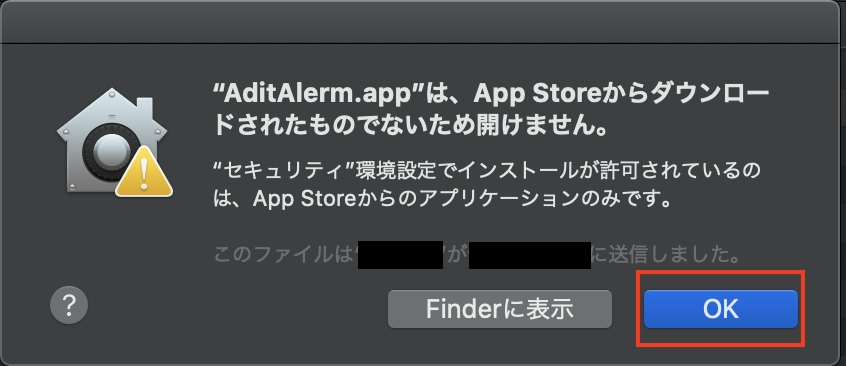 “AditAlerm.app”は、App Storeからダウンロー
ドされたものでないため開けません。
“セキュリティ”環境設定でインストールが許可されているの
は、App Storeからのアプリケーションのみです。
このファイルは“ ”が に送信しました。
?
Finderに表示
OK